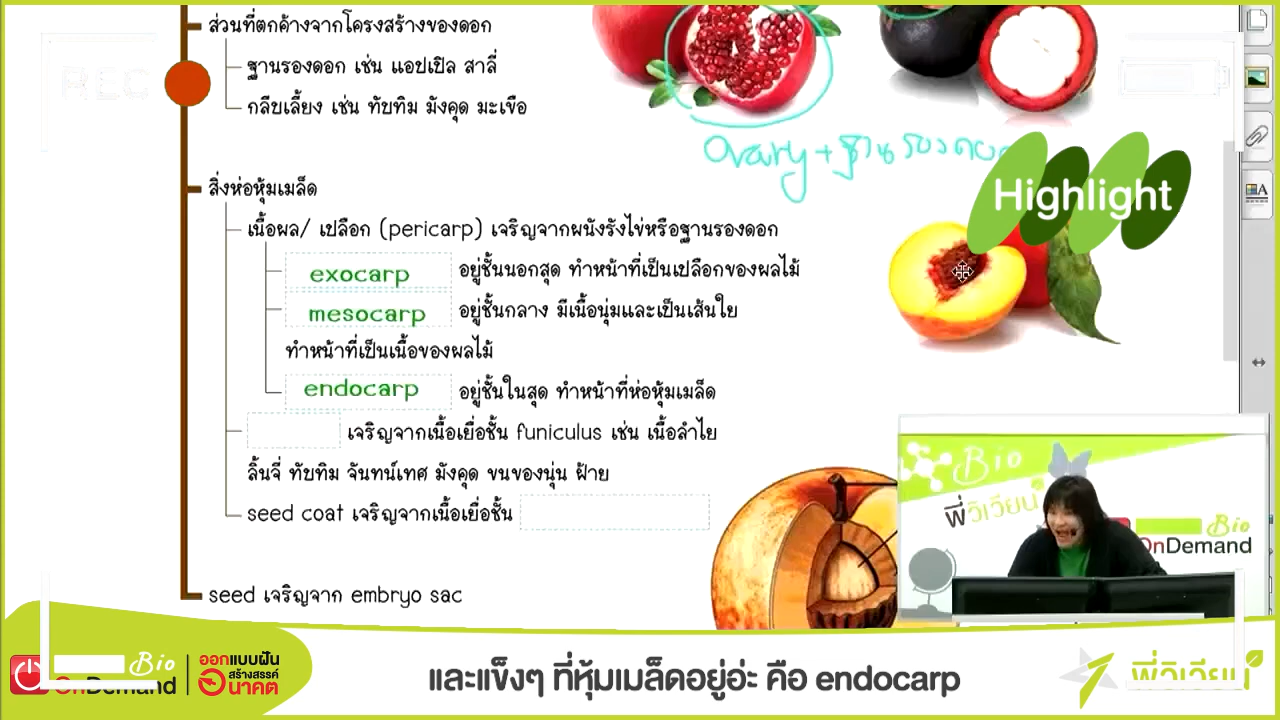 ส่วนที่ตกค้างจากโครงสร้างของดอก
ฐานรองดอก เช่น แอปเปิล สาลี่
กลีบเลี้ยง เช่น ทับทิม มังคุด มะเขือ
REC
ovary + ฐานรองดอก
Highlight
สิ่งห่อหุ้มเมล็ด
เนื้อผล/ เปลือก (pericarp) เจริญจากผนังรังไข่หรือฐานรองดอก
exocarp อยู่ชั้นนอกสุด ทำหน้าที่เป็นเปลือกของผลไม้
mesocarp อยู่ชั้นกลาง มีเนื้อนุ่มและเป็นเส้นใย
ทำหน้าที่เป็นเนื้อของผลไม้
endocarp อยู่ชั้นในสุด ทำหน้าที่ห่อหุ้มเมล็ด
เจริญจากเนื้อเยื่อชั้น funiculus เช่น เนื้อลำไย
ลิ้นจี่ ทับทิม จันทน์เทศ มังคุด ขนของนุ่น ฝ้าย
seed coat เจริญจากเนื้อเยื่อชั้น
seed เจริญจาก embryo sac
Bio
พี่วิเวียน
Bio
OnDemand
Bio
OnDemand
ออกแบบฝัน
สร้างสรรค์
อนาคต
และแข็งๆ ที่หุ้มเมล็ดอยู่อ่ะ คือ endocarp
พี่วิเวียน